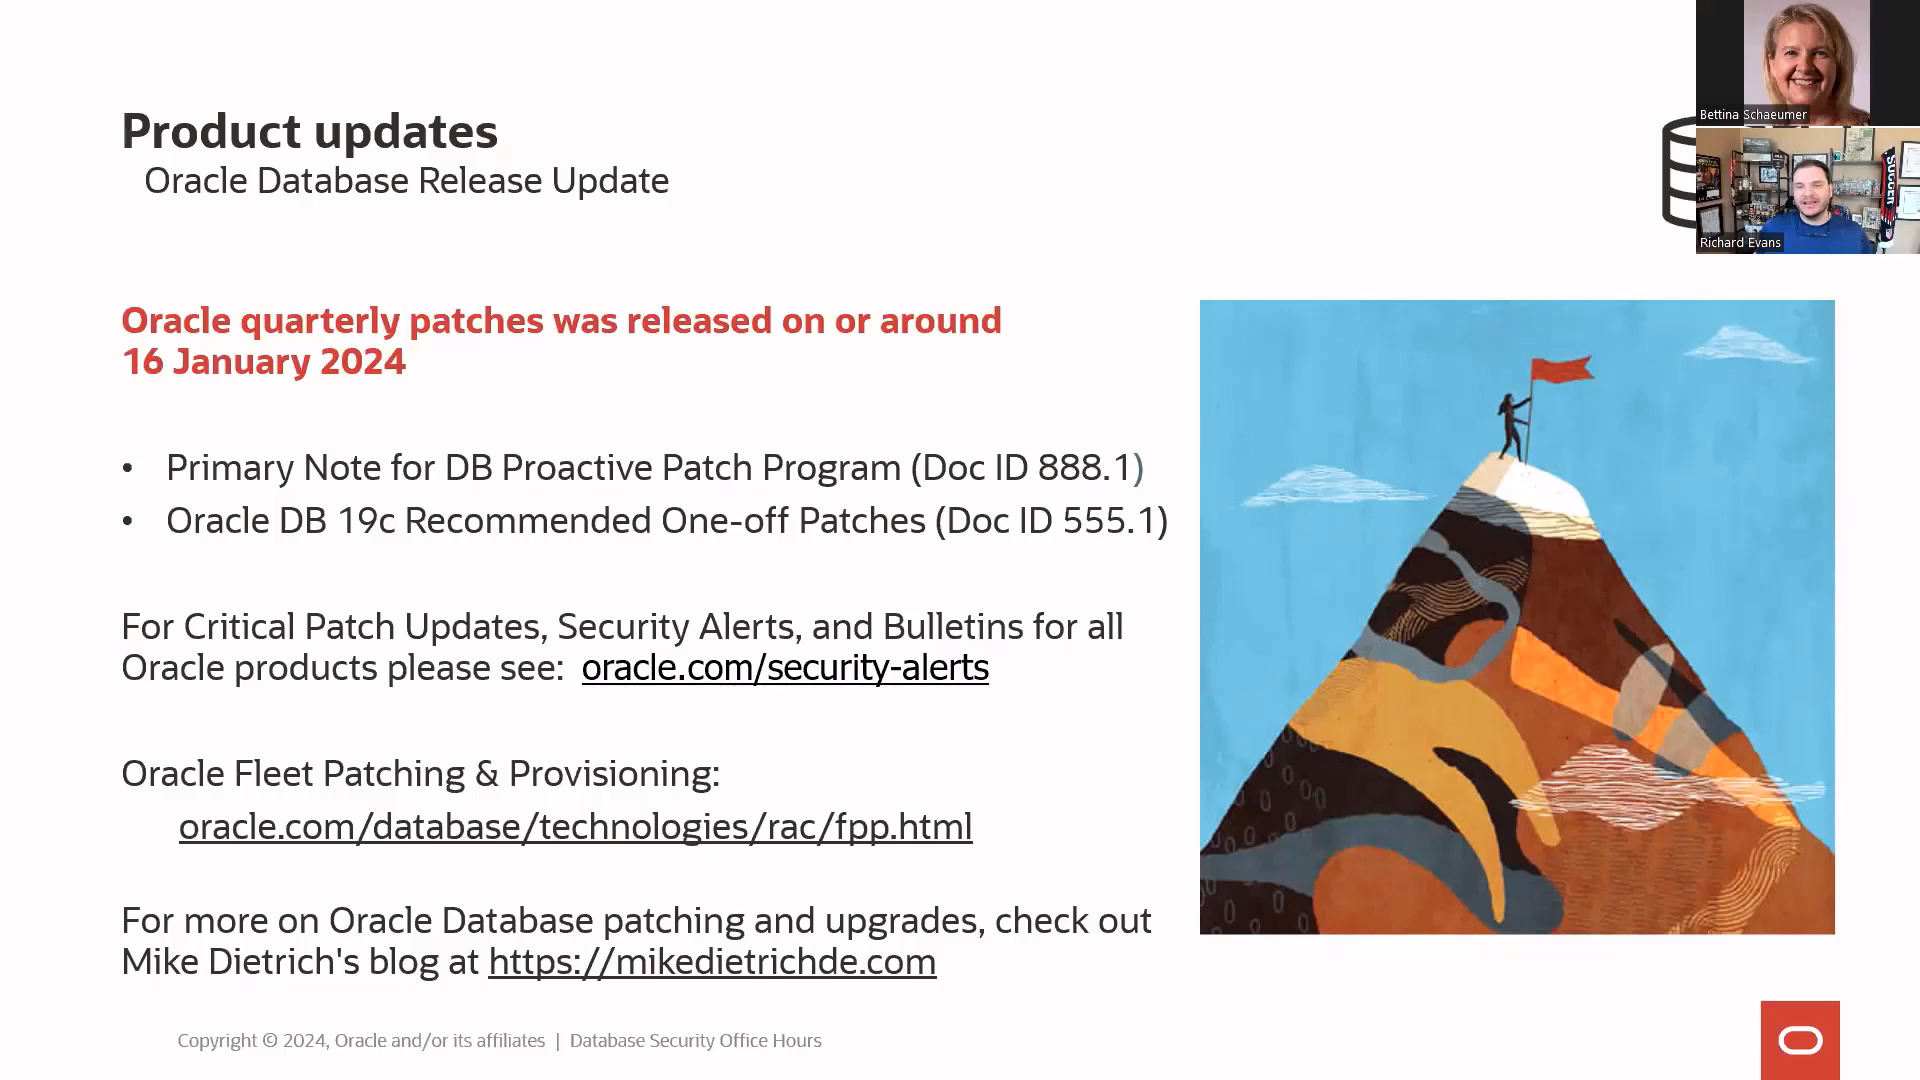 Product updates
Oracle Database Release Update
Bettina Schaeumer
SUGGER
Richard Evans
Oracle quarterly patches was released on or around
16 January 2024
• Primary Note for DB Proactive Patch Program (Doc ID 888.1)
• Oracle DB 19c Recommended One-off Patches (Doc ID 555.1)
For Critical Patch Updates, Security Alerts, and Bulletins for all
Oracle products please see: oracle.com/security-alerts
Oracle Fleet Patching & Provisioning:
oracle.com/database/technologies/rac/fpp.html
For more on Oracle Database patching and upgrades, check out
Mike Dietrich's blog at https://mikedietrichde.com
Copyright © 2024, Oracle and/or its affiliates | Database Security Office Hours